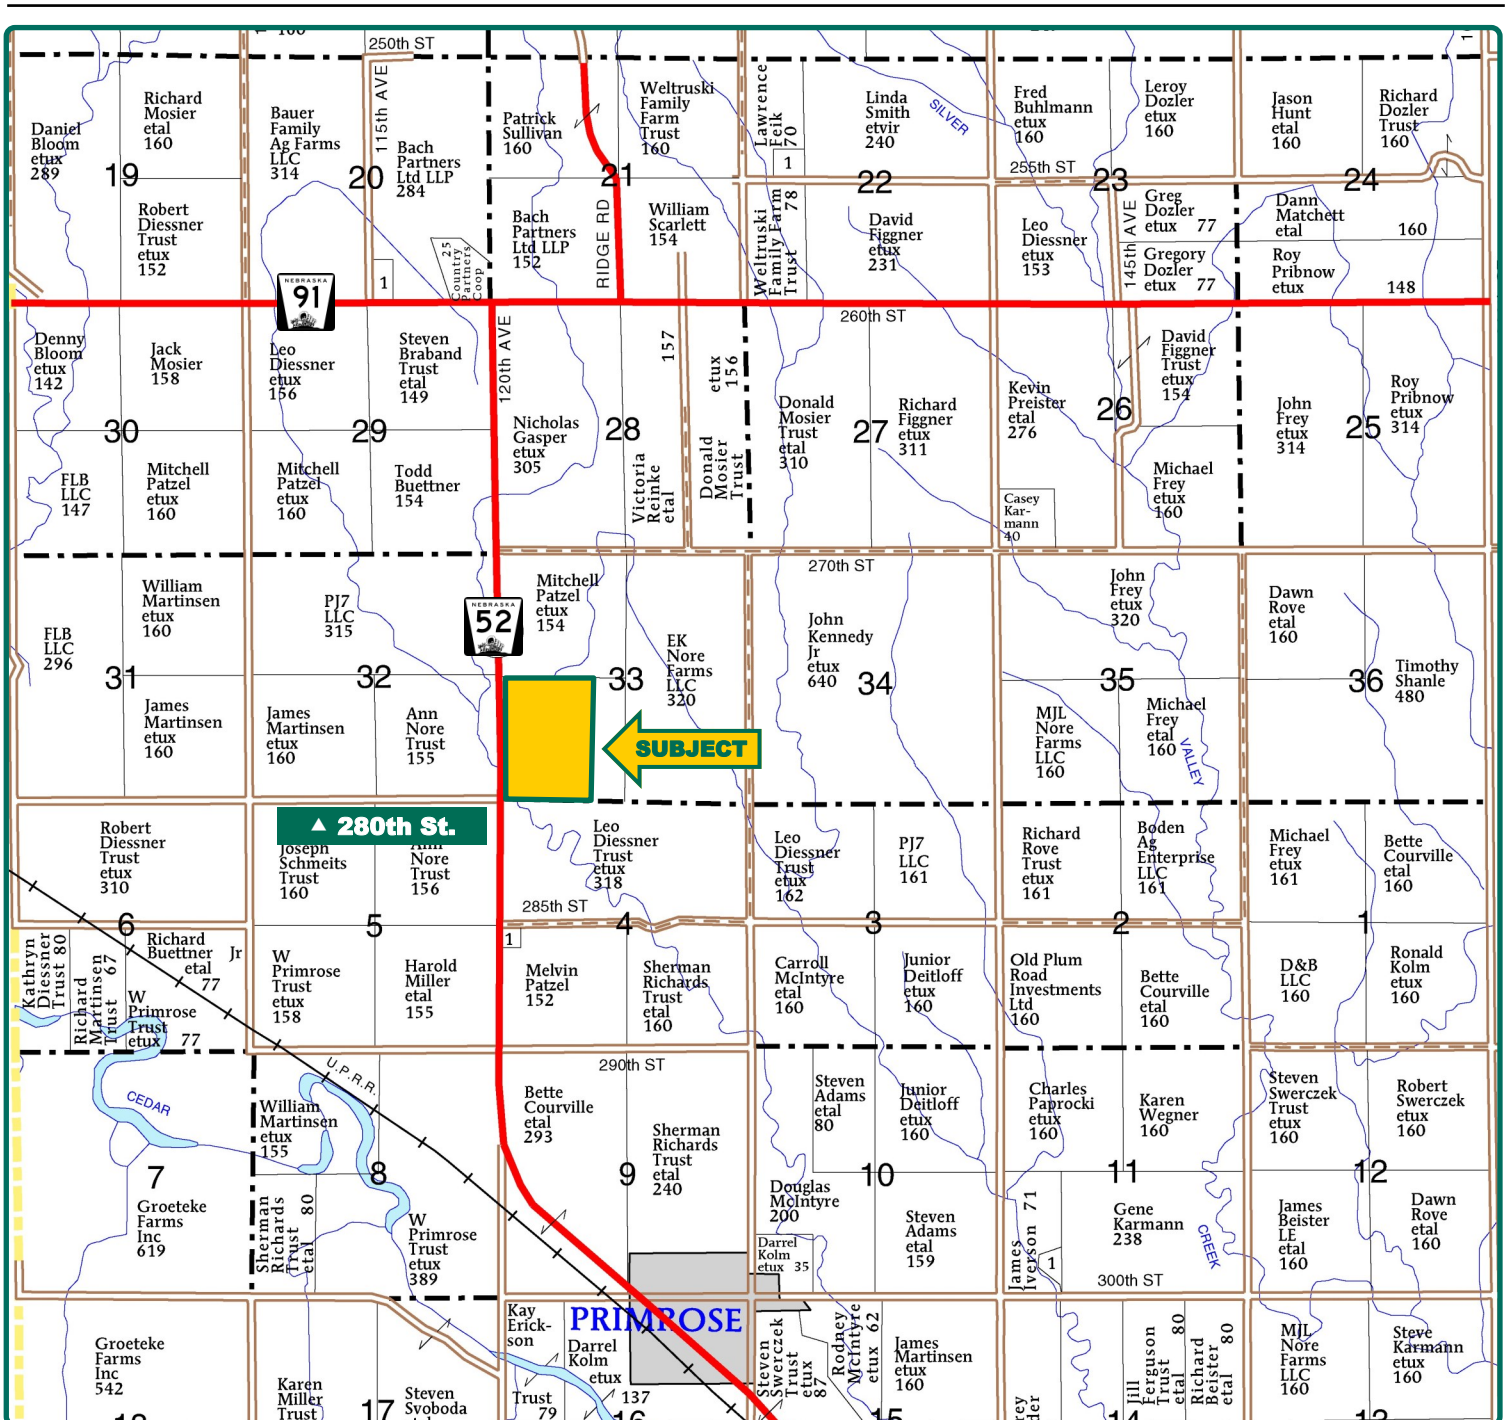 250th ST
115th AVE
Daniel
Bloom
etux
289
Richard
Mosier
etal
160
19
Robert
Diessner
Trust
etux
152
Bauer
Family
Ag Farms
LLC
314
20
Bach
Partners
Ltd LLP
284
25
Country
Partners
Coop
1
Patrick
Sullivan
160
Weltruski
Family
Farm
Trust
160
21
Bach
Partners
Ltd LLP
152
RIDGE RD
William
Scarlett
154
Lawrence
Feik
70
1
Linda
Smith
etvir
240
SILVER
22
Weltruski
Family Farm
Trust
78
David
Figgner
etux
231
Fred
Buhlmann
etux
160
Leroy
Dozler
etux
160
255th ST
23
Leo
Diessner
153
145th AVE
Greg
Dozler
etux 77
Gregory
Dozler
etux 77
Jason
Hunt
etal
160
Richard
Dozler
Trust
160
24
Dann
Matchett
etal
160
Roy
Pribnow
etux
148
NEBRASKA
91
260th ST
120th AVE
Denny
Bloom
etux
142
Jack
Mosier
158
30
FLB
LLC
147
Mitchell
Patzel
etux
160
Leo
Diessner
etux
156
Steven
Braband
Trust
etal
149
29
Mitchell
Patzel
etux
160
Todd
Buettner
154
Nicholas
Gasper
etux
305
28
157
Victoria
Reinke
etal
etux
156
Donald
Mosier
Trust
Donald
Mosier
Trust
etal
310
27
Richard
Figgner
etux
311
Kevin
Preister
etal
276
26
David
Figgner
Trust
etux
154
Casey
Kar-
mann
40
Michael
Frey
etux
160
John
Frey
etux
314
25
Roy
Pribnow
etux
314
270th ST
William
Martinsen
etux
160
FLB
LLC
296
31
James
Martinsen
etux
160
PJ7
LLC
315
32
James
Martinsen
etux
160
Ann
Nore
Trust
155
NEBRASKA
52
Mitchell
Patzel
etux
154
33
EK
Nore
Farms
LLC
320
SUBJECT
John
Kennedy
Jr
etux
640
34
John
Frey
etux
320
35
MJL
Nore
Farms
LLC
160
Michael
Frey
etal
160
VALLEY
Dawn
Rove
etal
160
36
Timothy
Shanle
480
280th St.
Robert
Diessner
Trust
etux
310
6
Joseph
Schmeits
Trust
160
Ann
Nore
Trust
156
5
Leo
Diessner
Trust
etux
318
285th ST
4
1
Leo
Diessner
Trust
etux
162
PJ7
LLC
161
3
Richard
Rove
Trust
etux
161
Boden
Ag
Enterprise
LLC
161
2
Michael
Frey
etux
161
Bette
Courville
etal
160
1
Kathryn
Diessner
Trust 80
Richard
Martinsen
Trust 67
Richard
Buettner Jr
etal
77
W
Primrose
Trust
etux 77
W
Primrose
Trust
etux
158
Harold
Miller
etal
155
Melvin
Patzel
152
Sherman
Richards
Trust
etal
160
Carroll
McIntyre
etal
160
Junior
Deitloff
etux
160
Old Plum
Road
Investments
Ltd
160
Bette
Courville
etal
160
D&B
LLC
160
Ronald
Kolm
etux
160
290th ST
U.P.R.R.
CEDAR
7
Groeteke
Farms
Inc
619
William
Martinsen
etux
155
8
Sherman
Richards
Trust
etal 80
W
Primrose
Trust
etux
389
Bette
Courville
etal
293
9
Sherman
Richards
Trust
etal
240
Steven
Adams
etal
80
Junior
Deitloff
etux
160
10
Douglas
McIntyre
200
Darrel
Kolm
etux 35
Steven
Adams
etal
159
Charles
Paprocki
etux
160
Karen
Wegner
160
11
James
Iverson 71
1
Gene
Karmann
238
CREEK
300th ST
Steven
Swerczek
Trust
etux
160
Robert
Swerczek
etux
160
12
James
Beister
LE
etal
160
Dawn
Rove
etal
160
PRIMROSE
Groeteke
Farms
Inc
542
Karen
Miller
Trust
17
Steven
Svoboda
Kay
Erick-
son
Darrel
Kolm
etux
137
Trust
79
16
Steven
Swerczek
Trust
etux
87
Rodney
McIntyre
etux 62
James
Martinsen
etux
160
15
14
Jill
Ferguson
Trust
etal 80
Richard
Beister
etal 80
MJL
Nore
Farms
LLC
160
Steve
Karmann
etux
160
13